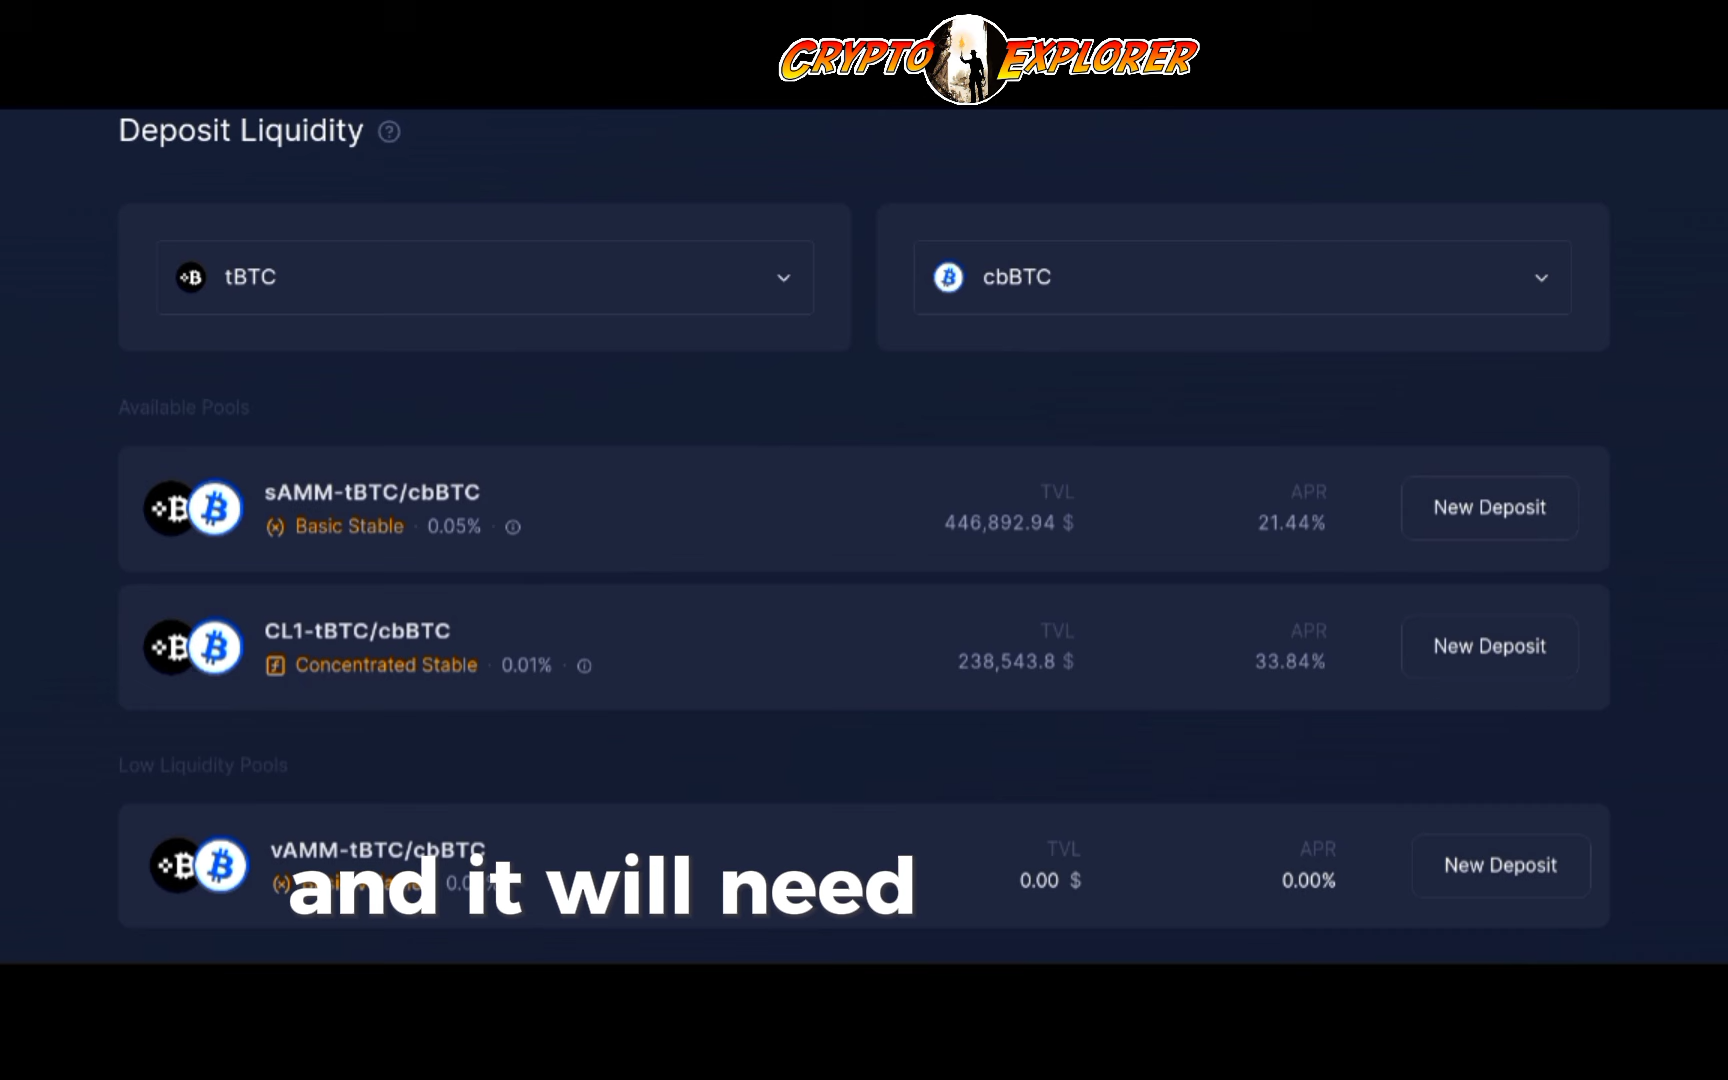 CRYPTO EXPLORER
Deposit Liquidity
tBTC
cbBTC
Available Pools
sAMM-tBTC/cbBTC
Basic Stable · 0.05%
TVL
446,892.94 $
APR
21.44%
New Deposit
CL1-tBTC/cbBTC
Concentrated Stable · 0.01%
TVL
238,543.8 $
APR
33.84%
New Deposit
Low Liquidity Pools
vAMM-tBTC/cbBTC
TVL
0.00 $
APR
0.00%
New Deposit
and it will need